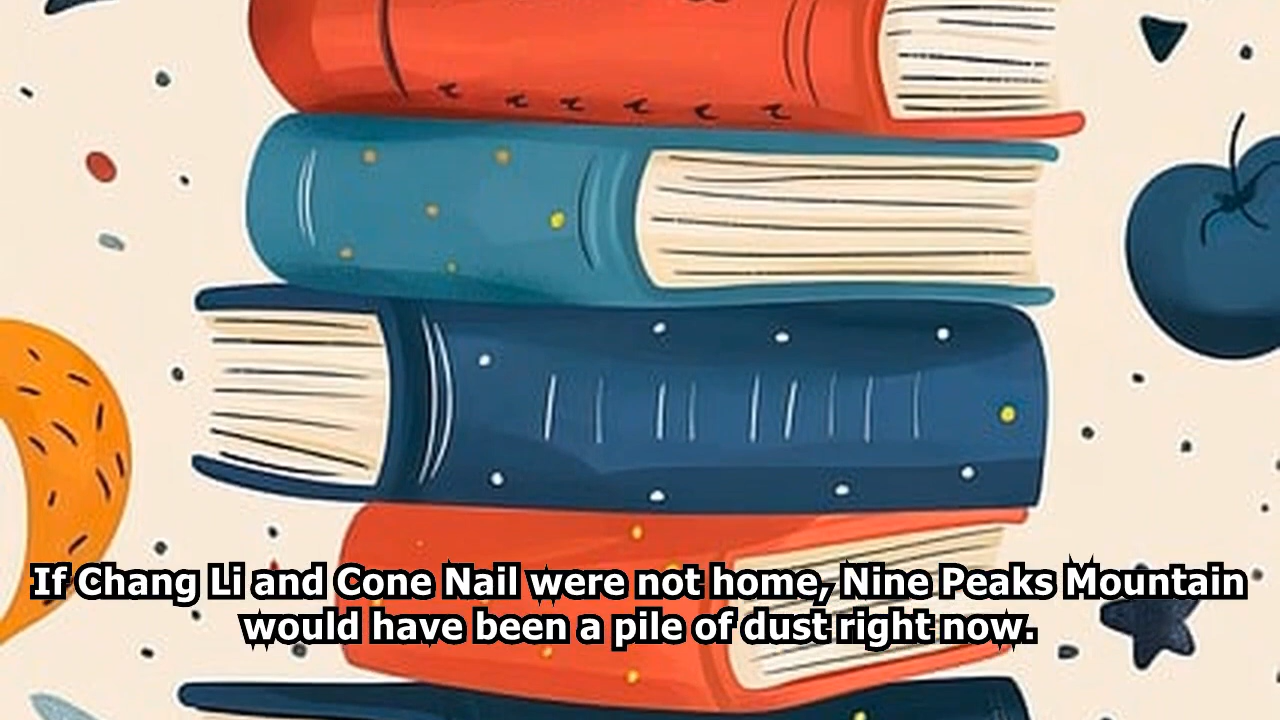 If Chang Li and Cone Nail were not home, Nine Peaks Mountain
would have been a pile of dust right now.